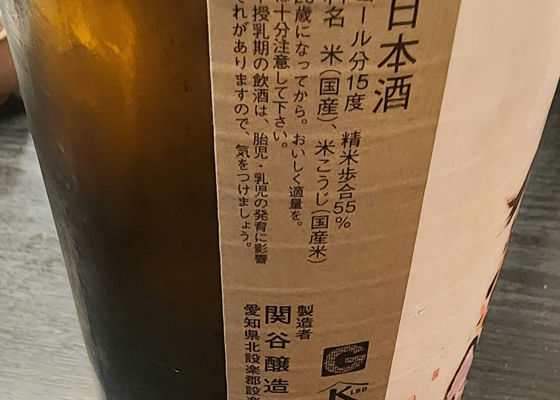 日本酒
コール分15度 精米歩合55%
料名 米(国産)、米こうじ(国産米)
歳になってから。おいしく適量を。
は十分注意して下さい。
授乳期の飲酒は、胎児・乳児の発育に影響
れがありますので、気をつけましょう。
製造者
関谷醸造
愛知県北設楽郡設楽